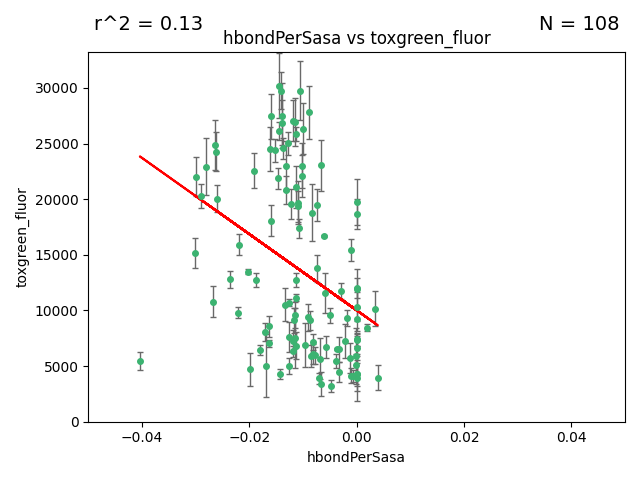 r^2 = 0.13
N = 108
hbondPerSasa vs toxgreen_fluor
30000
25000
20000
15000
10000
5000
0
toxgreen_fluor
−0.04
−0.02
0.00
0.02
0.04
hbondPerSasa